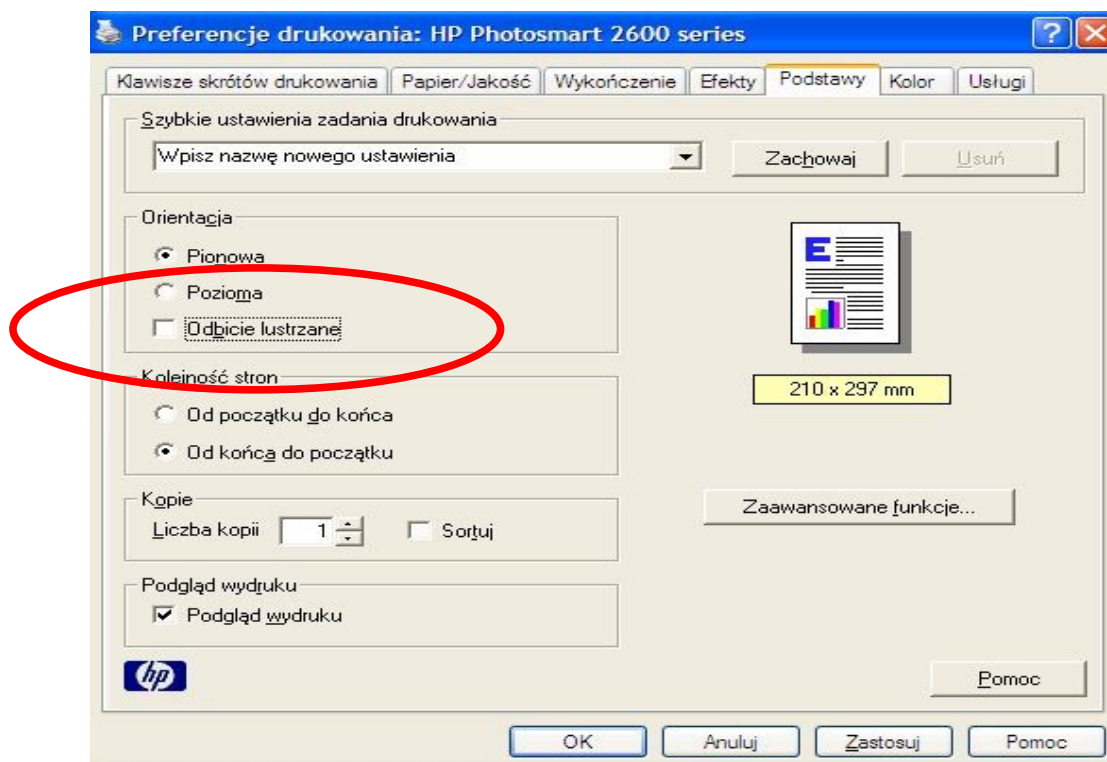 Preferencje drukowania: HP Photosmart 2600 series
Klawisze skrótów drukowania Papier/Jakość Wykończenie Efekty Podstawy Kolor Usługi
Szybkie ustawienia zadania drukowania
Wpisz nazwę nowego ustawienia Zachowaj Usuń
Orientacja
Pionowa
Pozioma
Odbicie lustrzane
E
Kolejność stron
Od początku do końca
Od końca do początku
210 x 297 mm
Kopie
Liczba kopii 1 Sortuj
Zaawansowane funkcje...
Podgląd wydruku
Podgląd wydruku
hp
Pomoc
OK Anuluj Zastosuj Pomoc